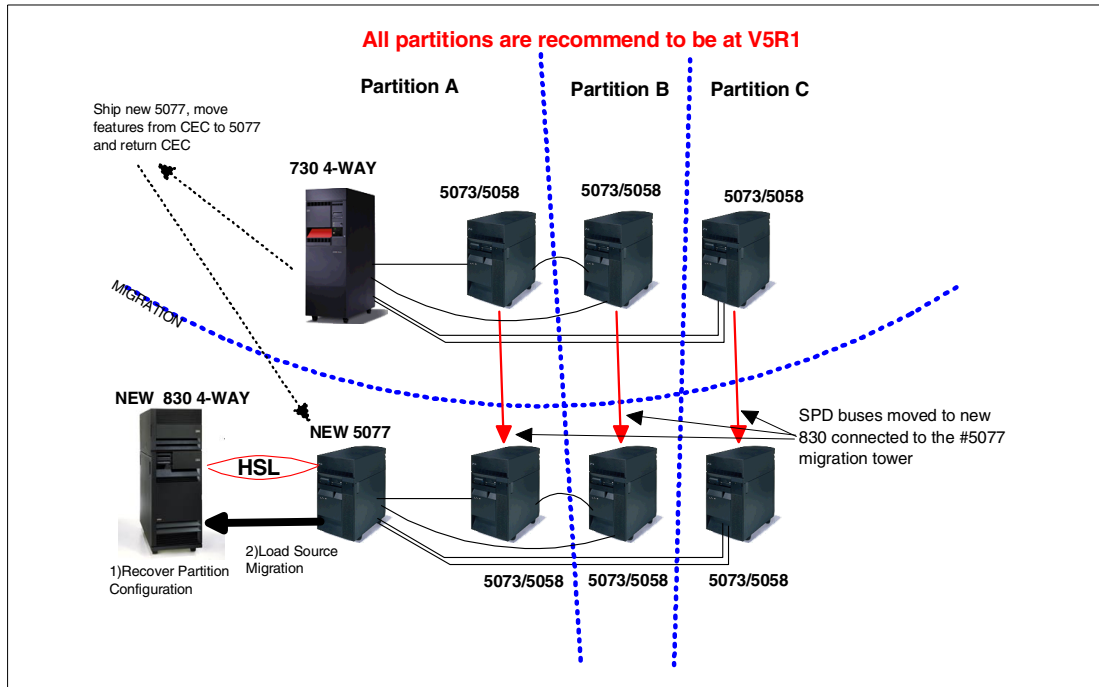 All partitions are recommend to be at V5R1
Partition A
Partition B
Partition C
Ship new 5077, move
features from CEC to 5077
and return CEC
730 4-WAY
5073/5058
5073/5058
5073/5058
MIGRATION
NEW 830 4-WAY
NEW 5077
HSL
SPD buses moved to new
830 connected to the #5077
migration tower
2)Load Source
Migration
1)Recover Partition
Configuration
5073/5058
5073/5058
5073/5058